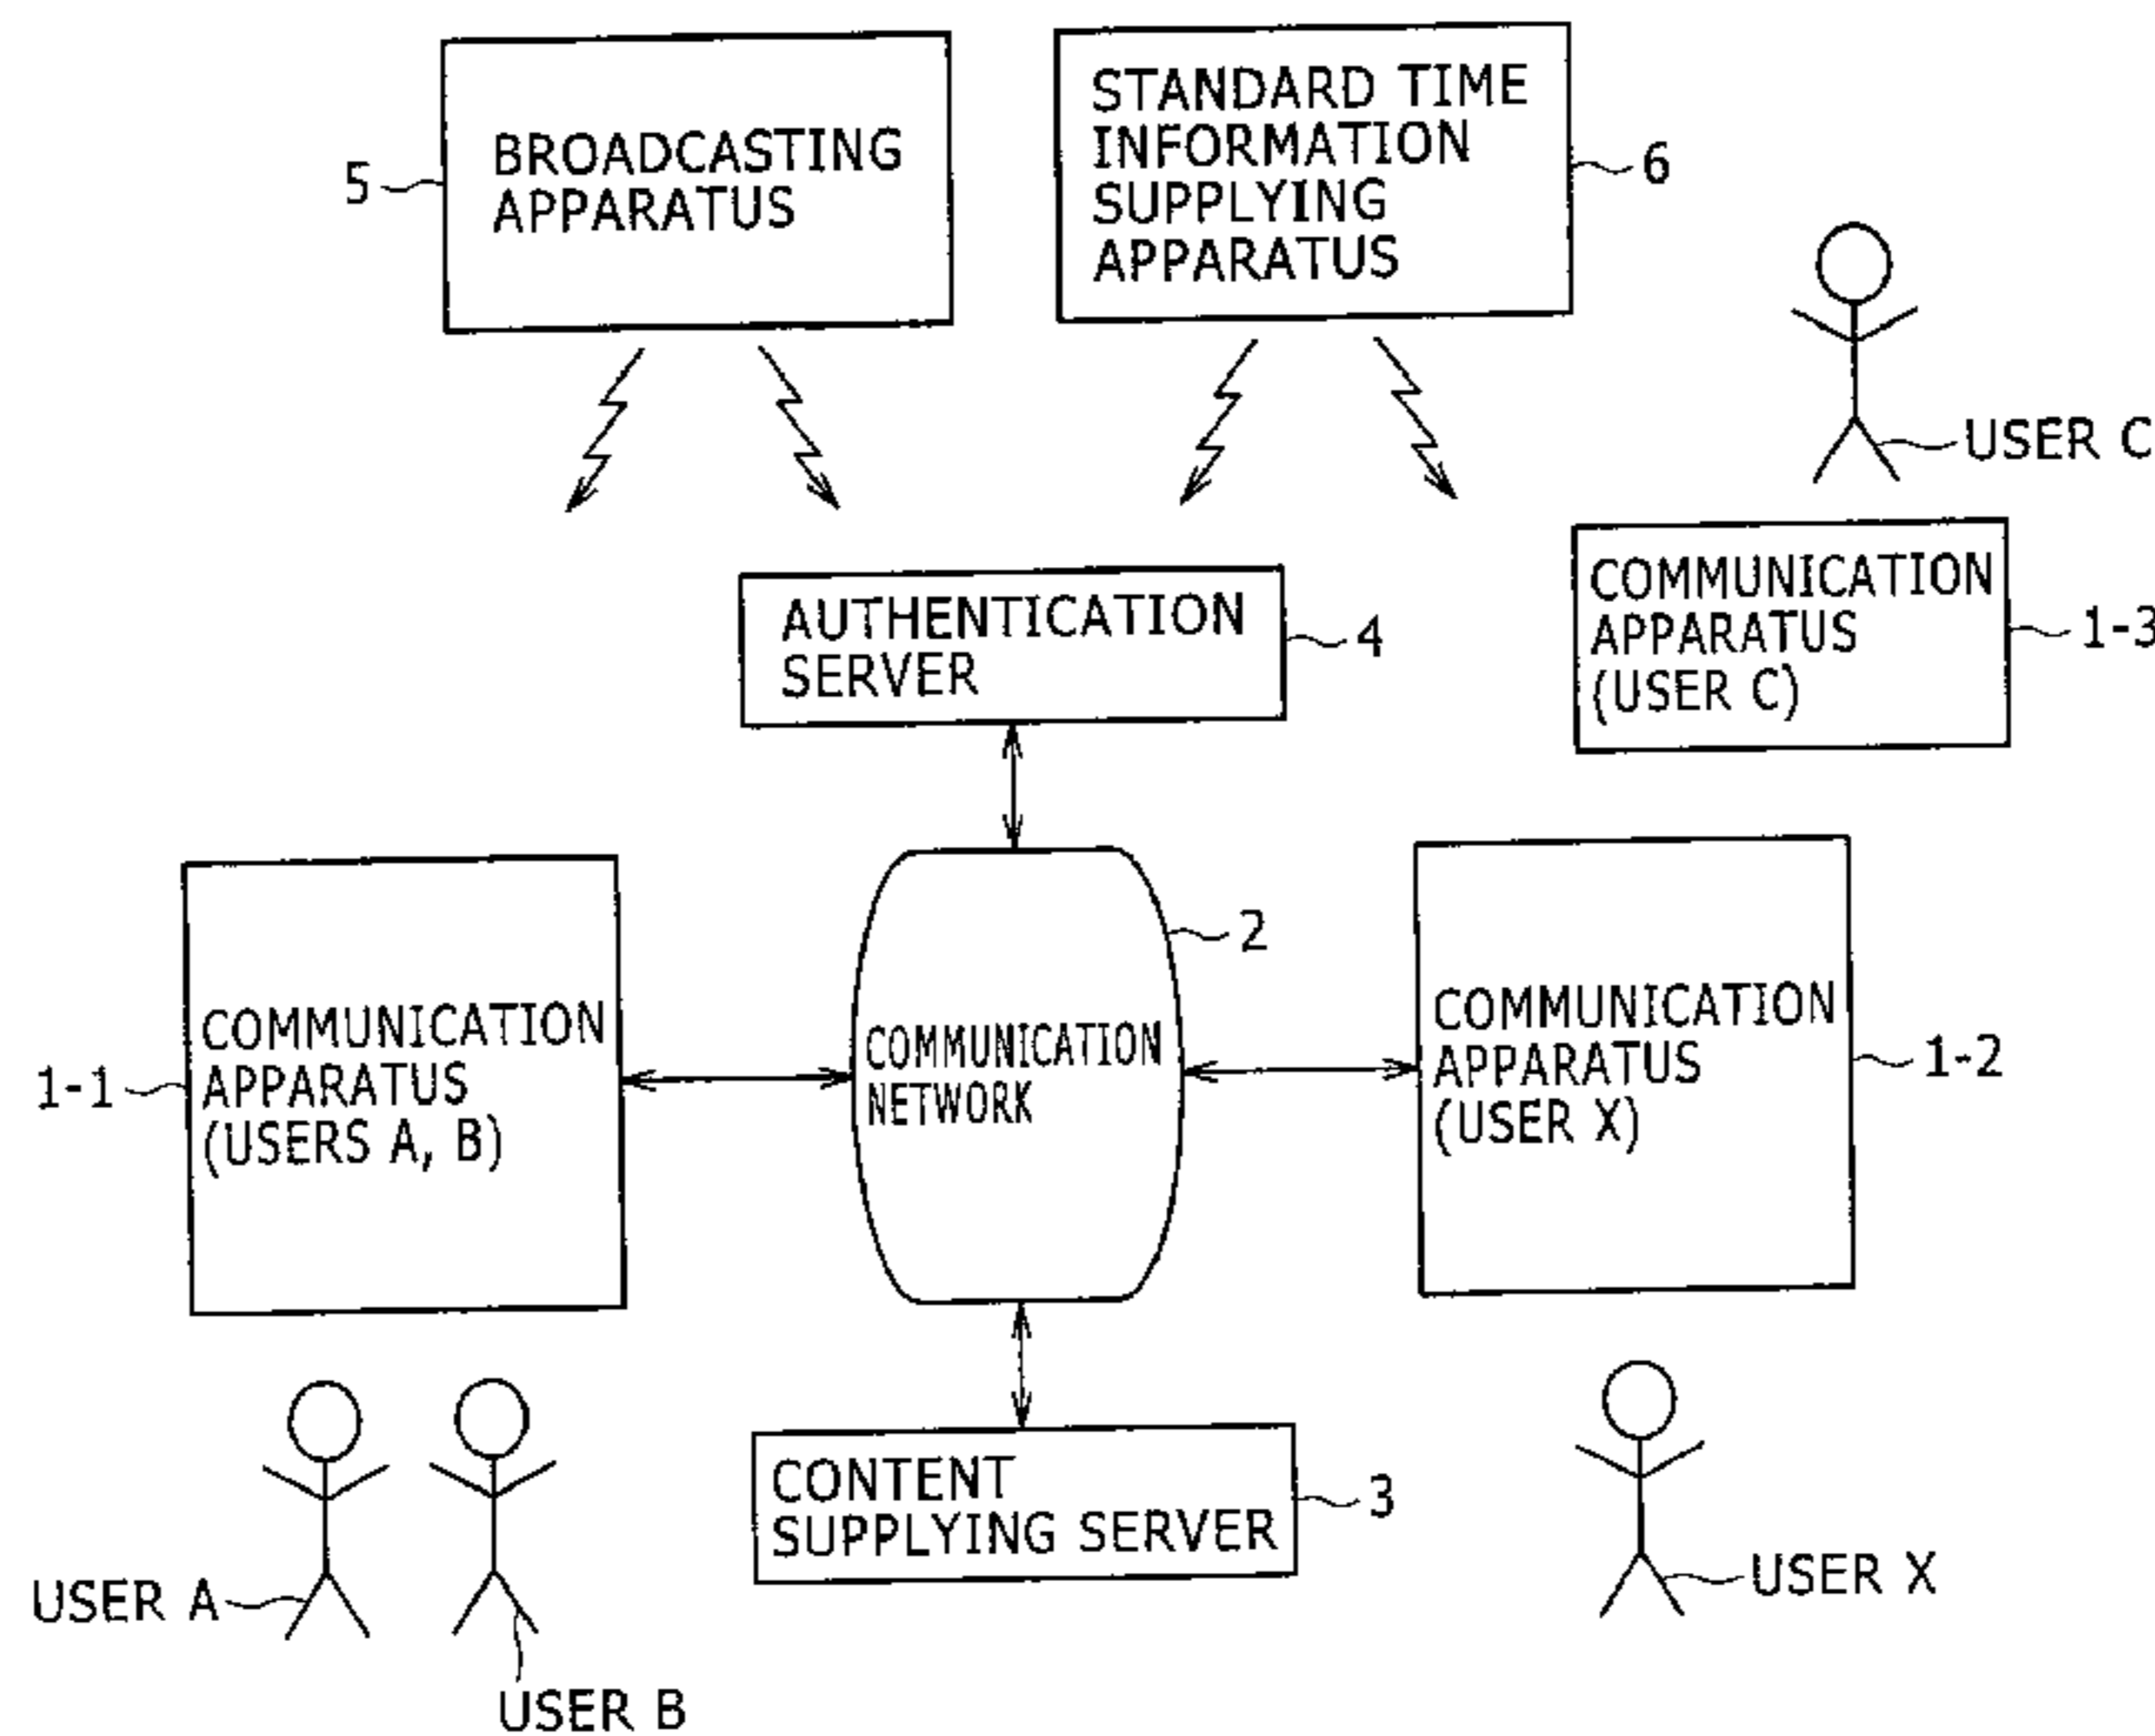 BROADCASTING
APPARATUS
5
STANDARD TIME
INFORMATION
SUPPLYING
APPARATUS
6
USER C
AUTHENTICATION
SERVER
4
COMMUNICATION
APPARATUS
(USER C)
1-3
COMMUNICATION
APPARATUS
(USERS A, B)
1-1
COMMUNICATION
NETWORK
2
COMMUNICATION
APPARATUS
(USER X)
1-2
CONTENT
SUPPLYING SERVER
3
USER A
USER B
USER X